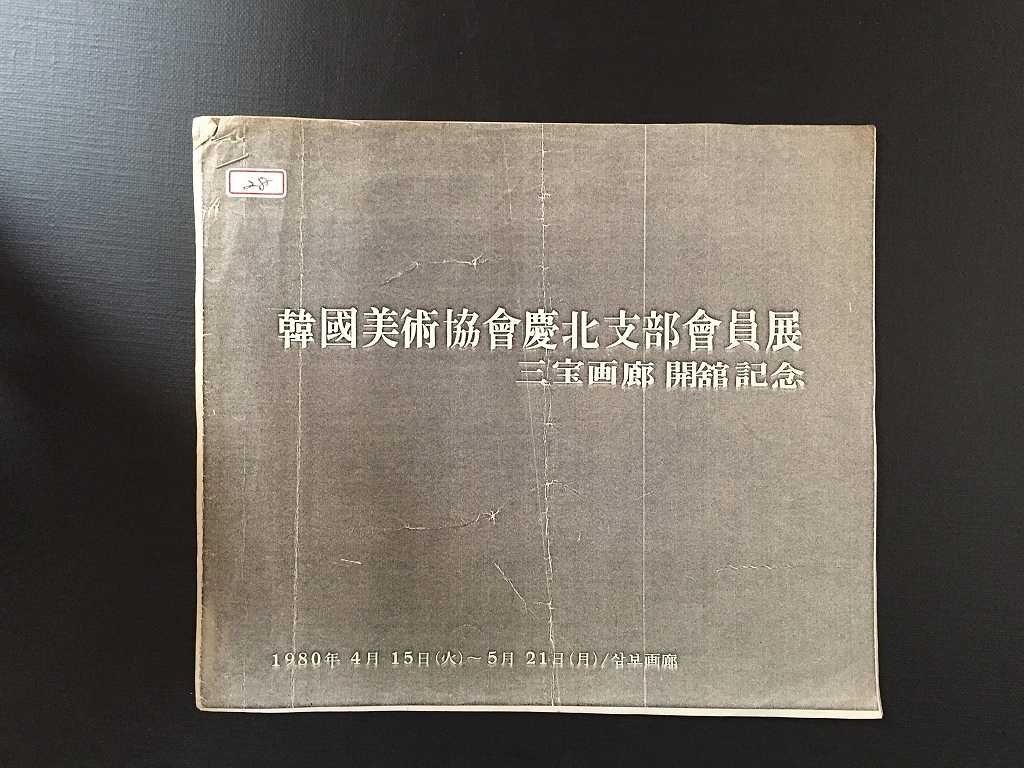 28
韓國美術協會慶北支部會員展
三宝画廊 開舘記念
1980年 4月 15日(火)~5月 21日(月)/삼보画廊